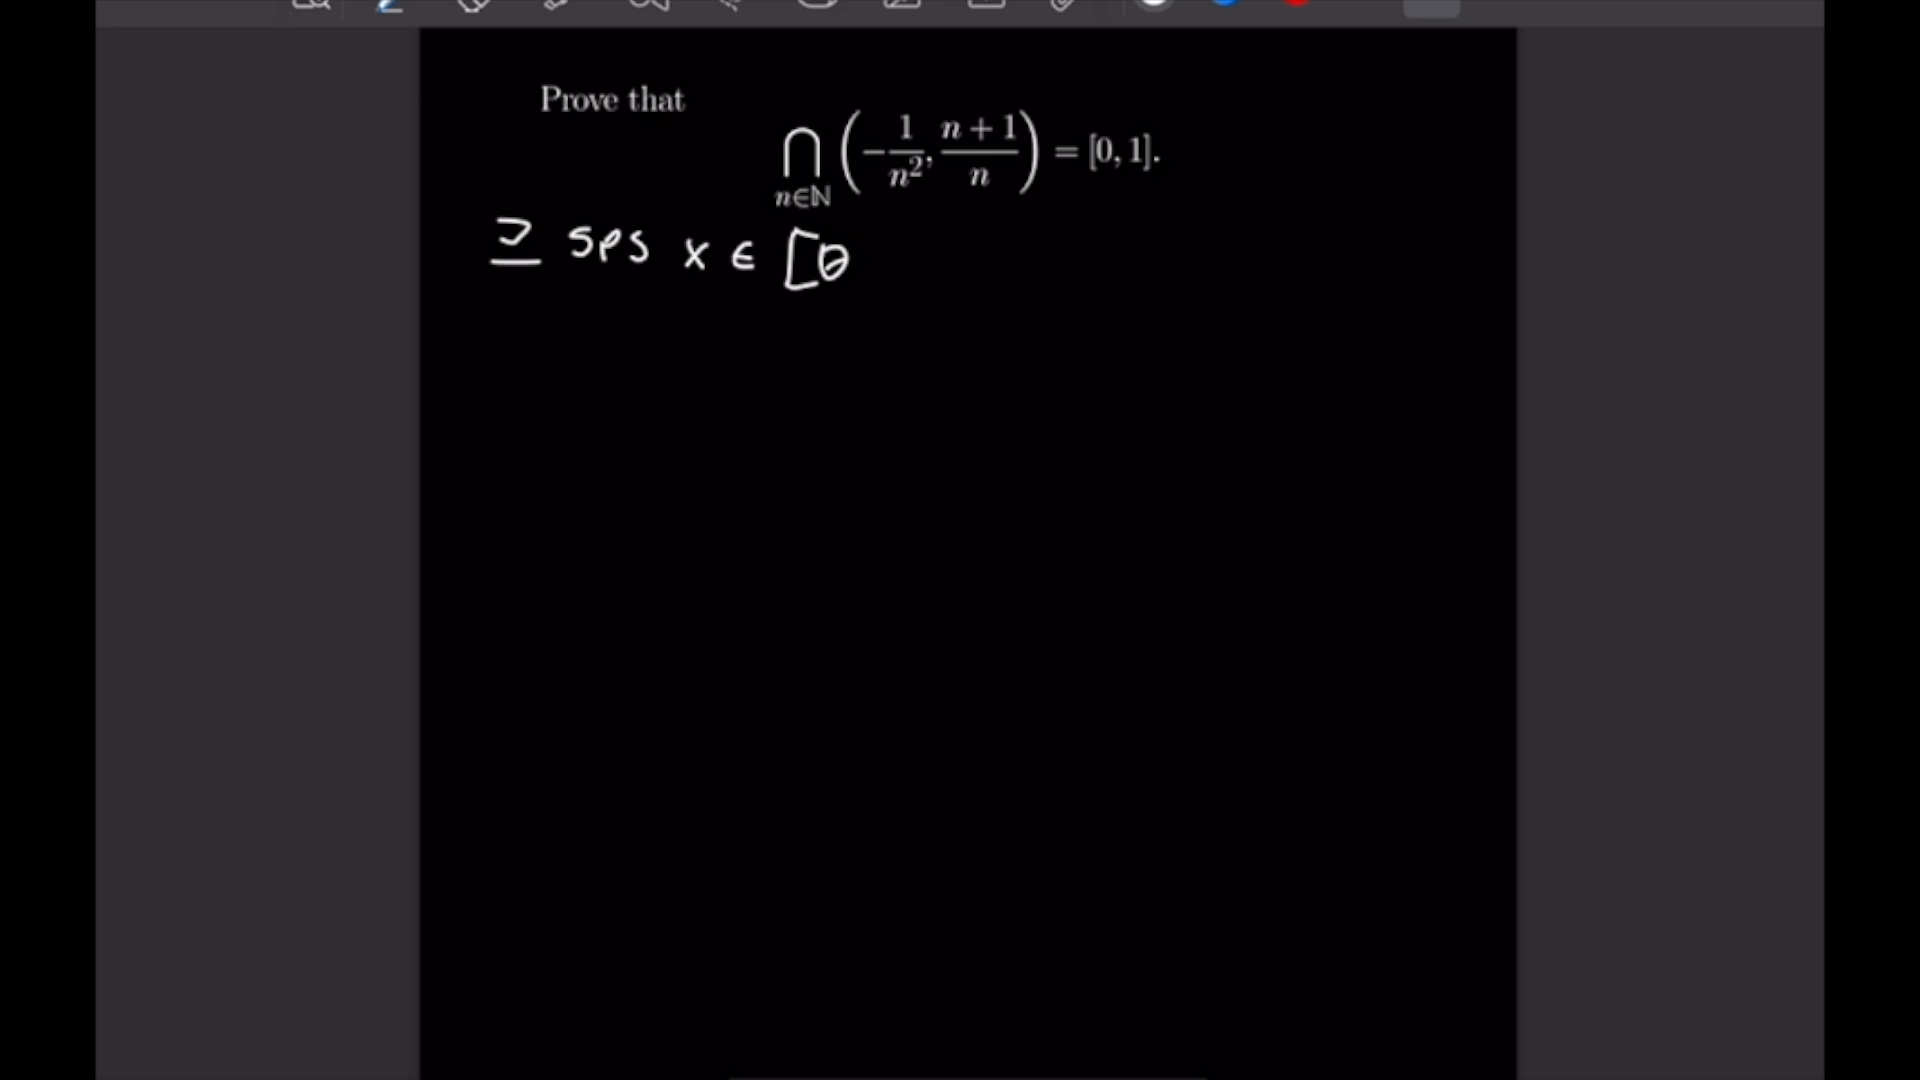 Prove that
⋂_{n∈ℕ} (−1/n², (n+1)/n) = [0, 1].
⊇ sps x ∈ [0